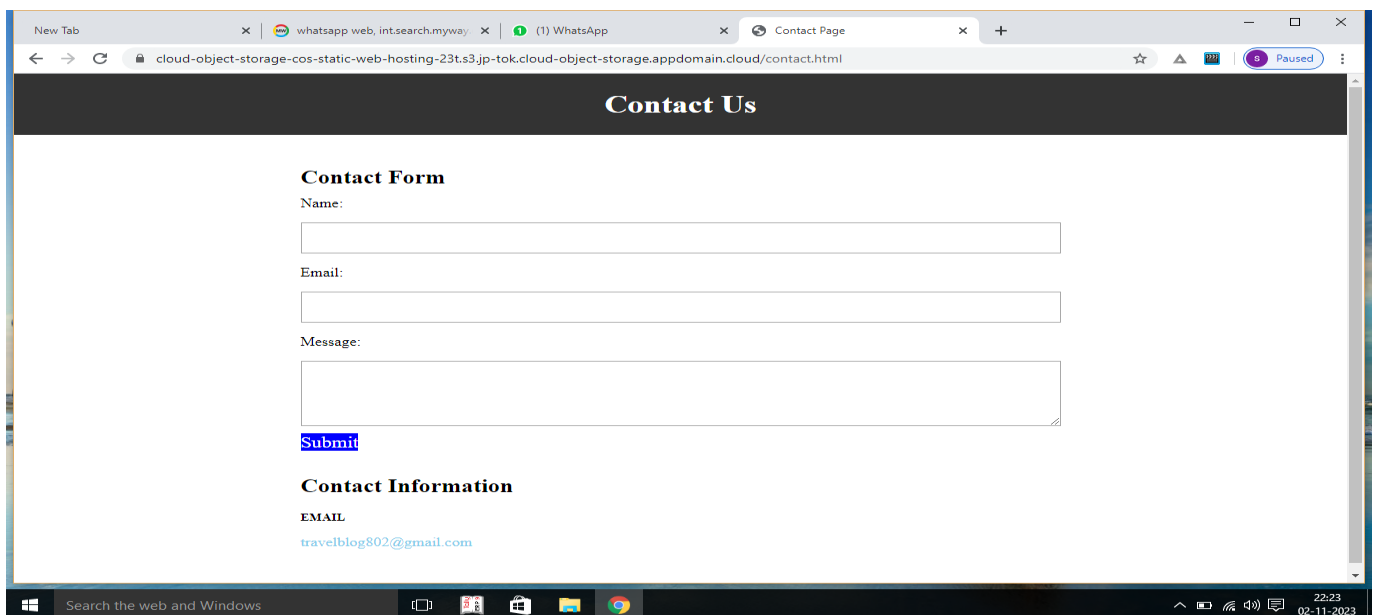 New Tab
whatsapp web, int.search.myway.
(1) WhatsApp
Contact Page
cloud-object-storage-cos-static-web-hosting-23t.s3.jp-tok.cloud-object-storage.appdomain.cloud/contact.html
S Paused
Contact Us
Contact Form
Name:
Email:
Message:
Submit
Contact Information
EMAIL
travelblog802@gmail.com
Search the web and Windows
22:23
02-11-2023